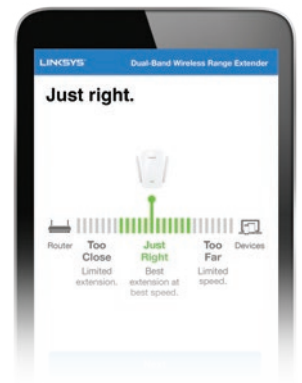 LINKSYS Dual-Band Wireless Range Extender
Just right.
Router Too Close Just Right Too Far Devices
Limited extension. Best extension at best speed. Limited speed.